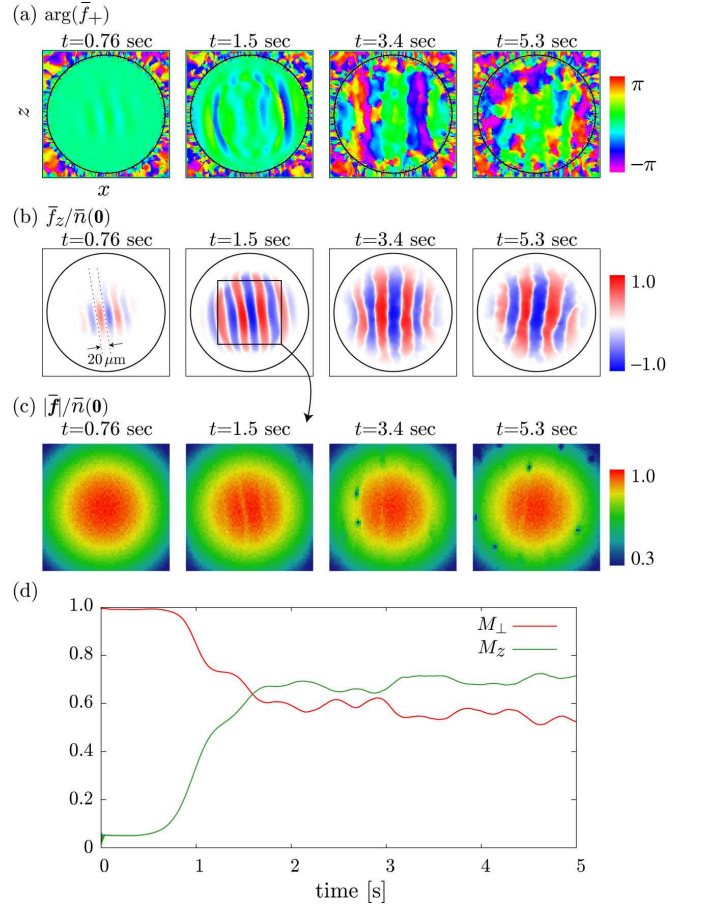 (a) arg(f̄₊)
t=0.76 sec t=1.5 sec t=3.4 sec t=5.3 sec
z
π
−π
x
(b) f̄z/n̄(0)
t=0.76 sec t=1.5 sec t=3.4 sec t=5.3 sec
1.0
20 μm
−1.0
(c) |f̄|/n̄(0)
t=0.76 sec t=1.5 sec t=3.4 sec t=5.3 sec
1.0
0.3
(d)
1.0
M⊥
Mz
0.8
0.6
0.4
0.2
0
0 1 2 3 4 5
time [s]